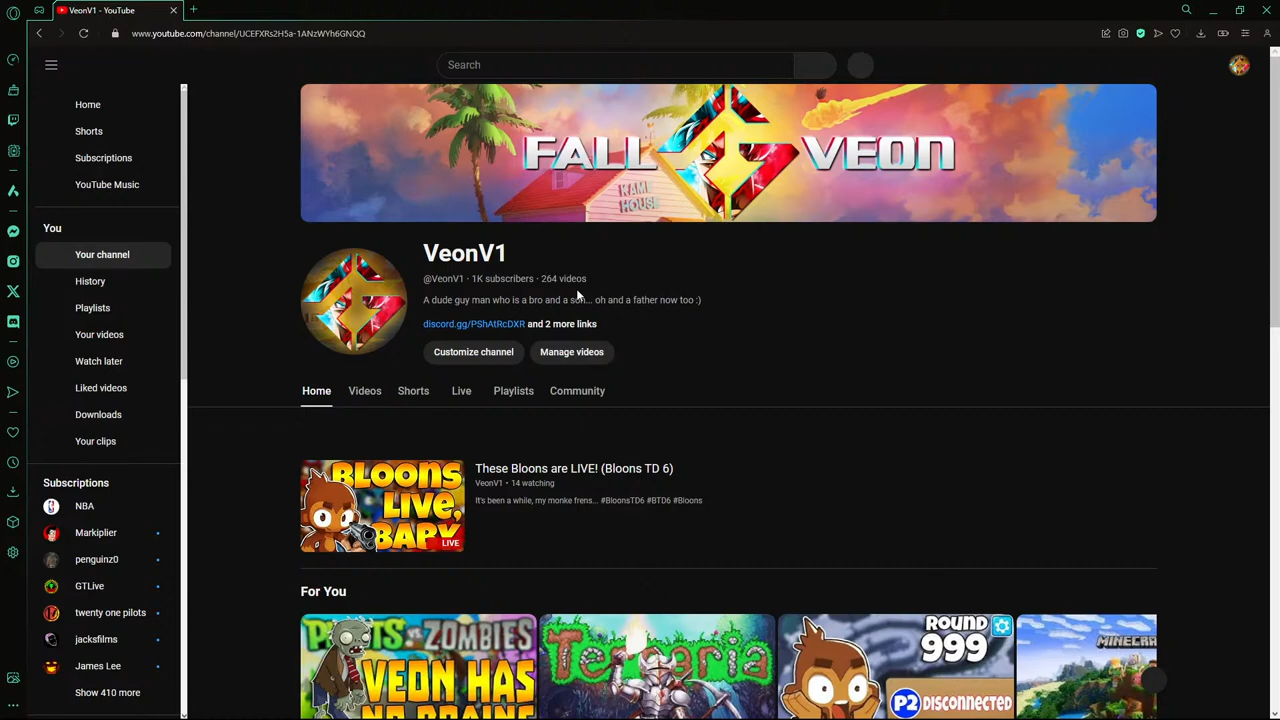 VeonV1 - YouTube
www.youtube.com/channel/UCEFXRs2H5a-1ANzWYh6GNQQ
Search
Home
Shorts
Subscriptions
YouTube Music
You
Your channel
History
Playlists
Your videos
Watch later
Liked videos
Downloads
Your clips
Subscriptions
NBA
Markiplier
penguinz0
GTLive
twenty one pilots
jacksfilms
James Lee
Show 410 more
FALL VEON
KAME
HOUSE
VeonV1
@VeonV1 · 1K subscribers · 264 videos
A dude guy man who is a bro and a son... oh and a father now too :)
discord.gg/PShAtRcDXR and 2 more links
Customize channel Manage videos
Home Videos Shorts Live Playlists Community
BLOONS
LIVE,
BABY
LIVE
These Bloons are LIVE! (Bloons TD 6)
VeonV1 • 14 watching
It's been a while, my monke frens... #BloonsTD6 #BTD6 #Bloons
For You
PLANTS vs ZOMBIES
VEON HAS
NO BRAINS
Terraria
ROUND
999
P2 DISCONNECTED
MINECRA